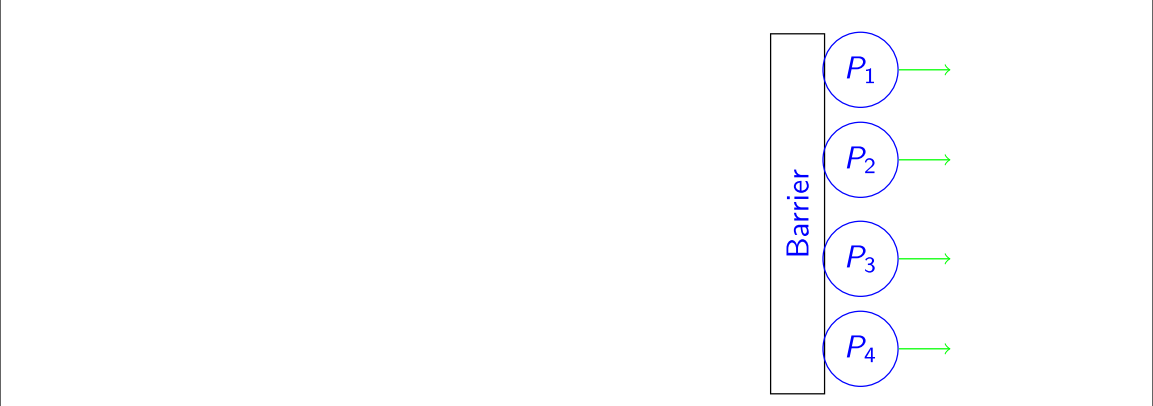 Barrier
P₁
P₂
P₃
P₄